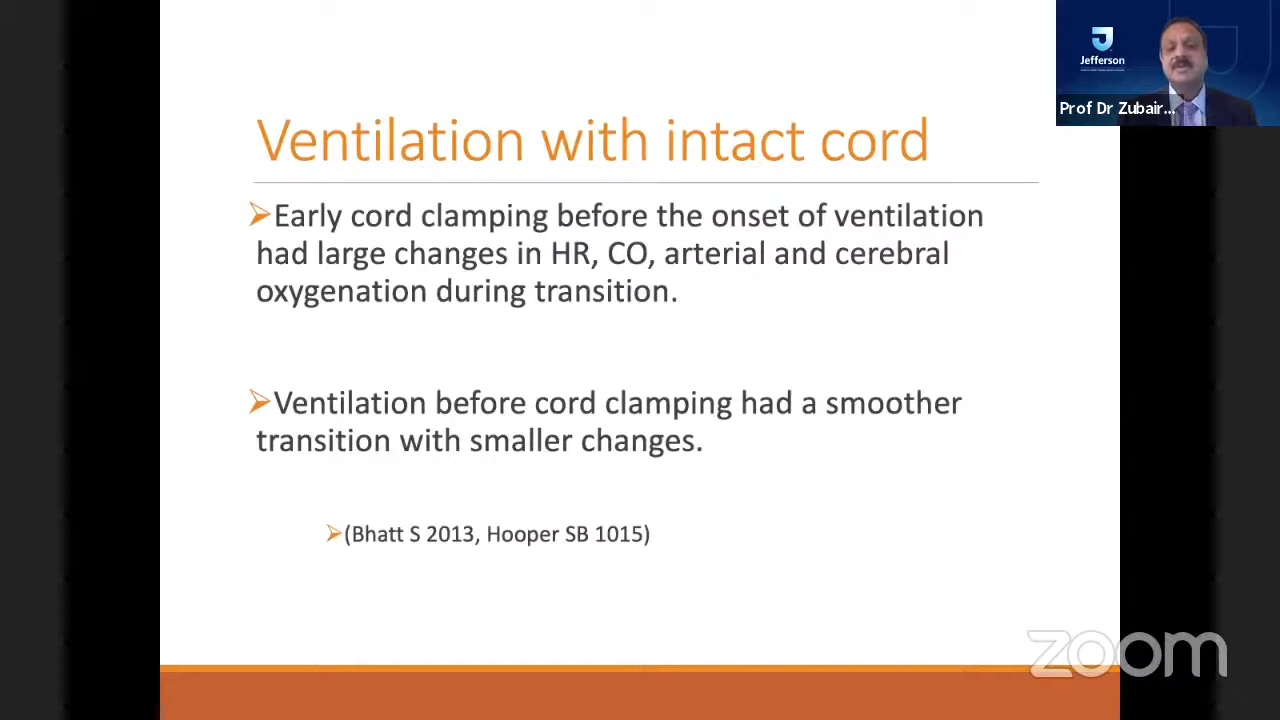 Jefferson
Prof Dr Zubair...
Ventilation with intact cord
➢Early cord clamping before the onset of ventilation
had large changes in HR, CO, arterial and cerebral
oxygenation during transition.
➢Ventilation before cord clamping had a smoother
transition with smaller changes.
➢(Bhatt S 2013, Hooper SB 1015)
zoom